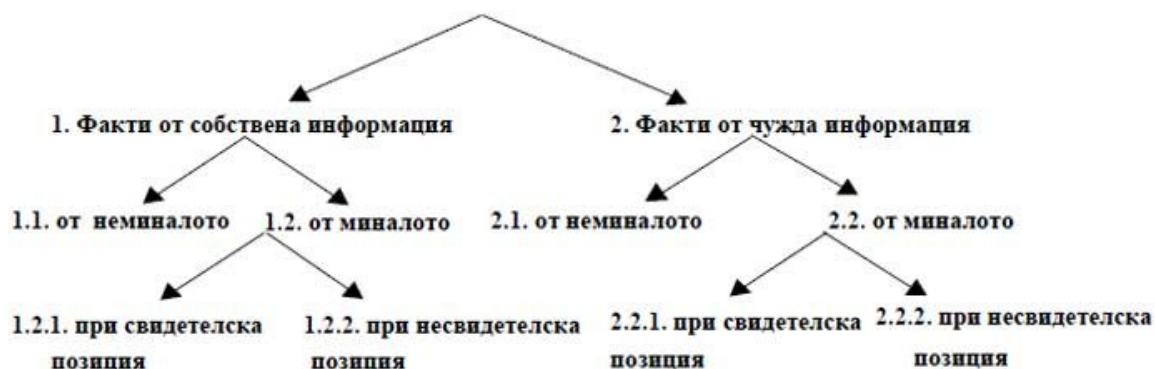 1. Факти от собствена информация
2. Факти от чужда информация
1.1. от неминалото
1.2. от миналото
2.1. от неминалото
2.2. от миналото
1.2.1. при свидетелска
позиция
1.2.2. при несвидетелска
позиция
2.2.1. при свидетелска
позиция
2.2.2. при несвидетелска
позиция